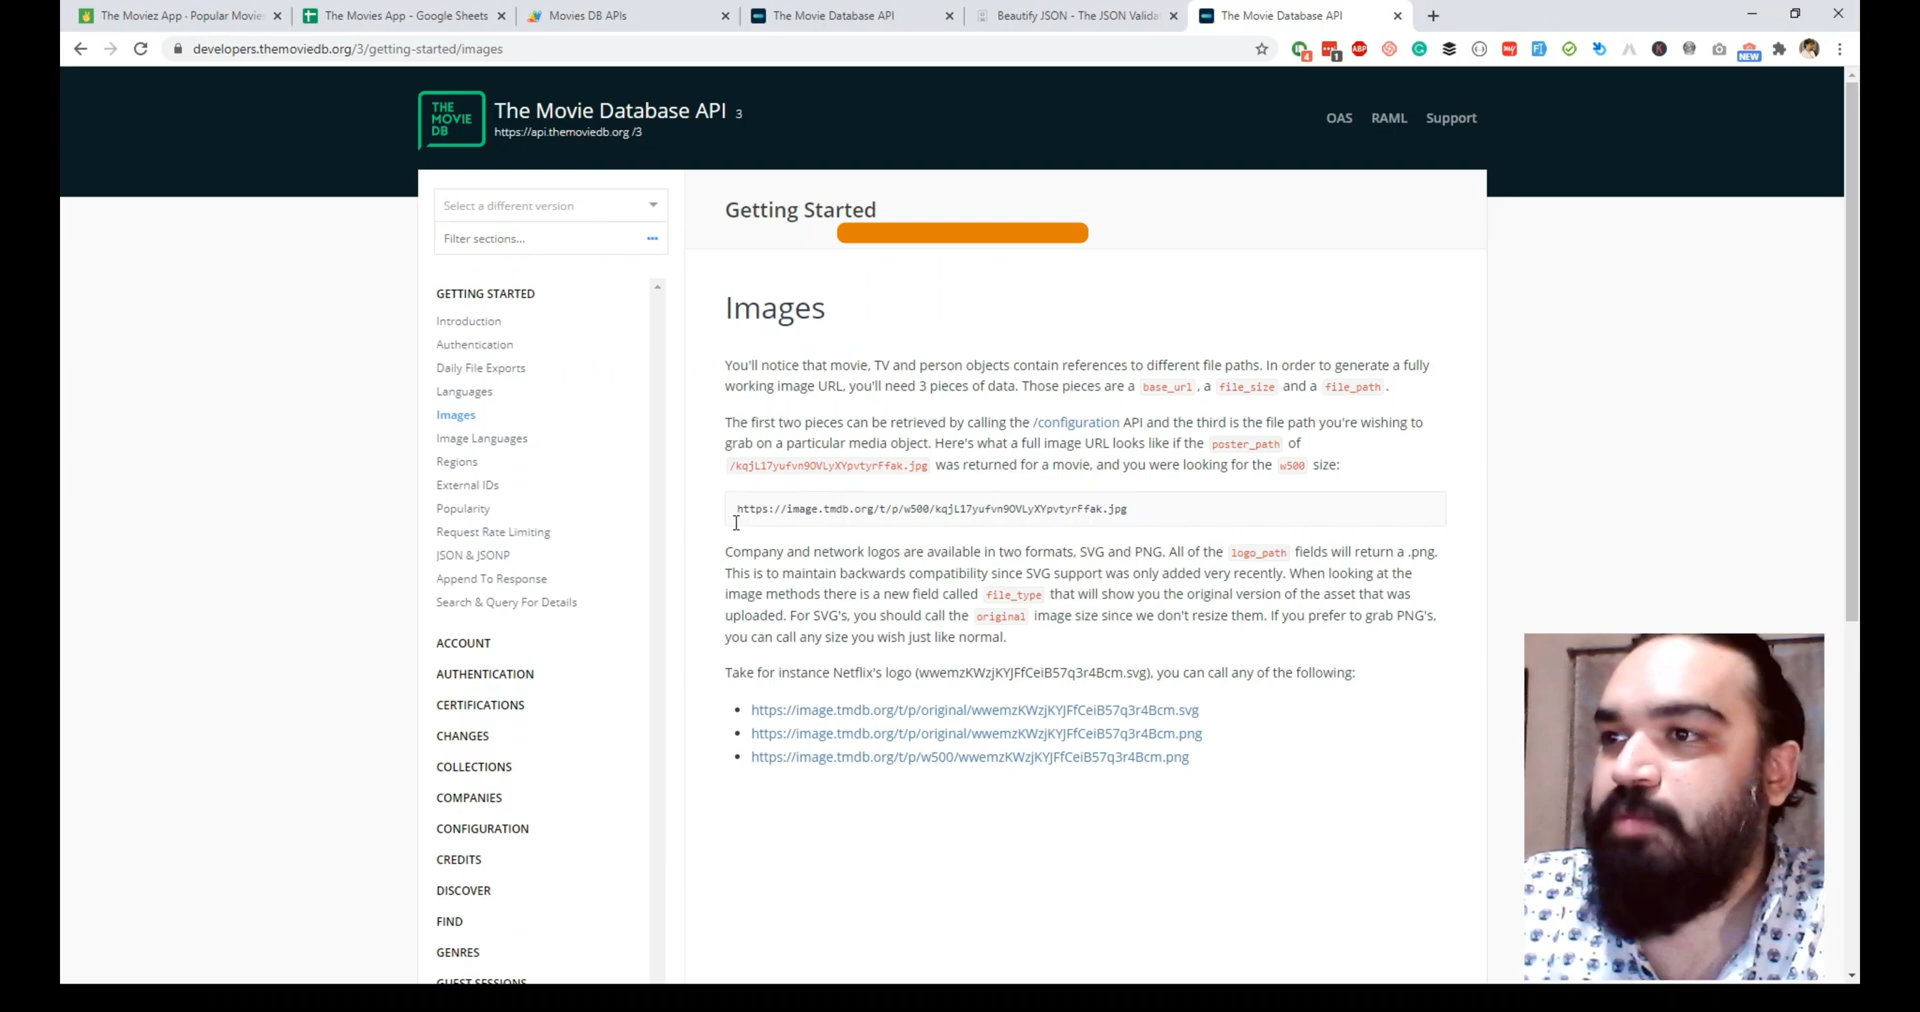 The Moviez App · Popular Movie
The Movies App - Google Sheets
Movies DB APIs
The Movie Database API
Beautify JSON - The JSON Valida
The Movie Database API
developers.themoviedb.org/3/getting-started/images
THE
MOVIE
DB
The Movie Database API 3
https://api.themoviedb.org /3
OAS RAML Support
Select a different version
Filter sections...
Getting Started
GETTING STARTED
Introduction
Authentication
Daily File Exports
Languages
Images
Image Languages
Regions
External IDs
Popularity
Request Rate Limiting
JSON & JSONP
Append To Response
Search & Query For Details
ACCOUNT
AUTHENTICATION
CERTIFICATIONS
CHANGES
COLLECTIONS
COMPANIES
CONFIGURATION
CREDITS
DISCOVER
FIND
GENRES
GUEST SESSIONS
Images
You'll notice that movie, TV and person objects contain references to different file paths. In order to generate a fully
working image URL, you'll need 3 pieces of data. Those pieces are a base_url, a file_size and a file_path.
The first two pieces can be retrieved by calling the /configuration API and the third is the file path you're wishing to
grab on a particular media object. Here's what a full image URL looks like if the poster_path of
/kqjL17yufvn9OVLyXYpvtyrFfak.jpg was returned for a movie, and you were looking for the w500 size:
https://image.tmdb.org/t/p/w500/kqjL17yufvn9OVLyXYpvtyrFfak.jpg
Company and network logos are available in two formats, SVG and PNG. All of the logo_path fields will return a .png.
This is to maintain backwards compatibility since SVG support was only added very recently. When looking at the
image methods there is a new field called file_type that will show you the original version of the asset that was
uploaded. For SVG's, you should call the original image size since we don't resize them. If you prefer to grab PNG's,
you can call any size you wish just like normal.
Take for instance Netflix's logo (wwemzKWzjKYJFfCeiB57q3r4Bcm.svg), you can call any of the following:
https://image.tmdb.org/t/p/original/wwemzKWzjKYJFfCeiB57q3r4Bcm.svg
https://image.tmdb.org/t/p/original/wwemzKWzjKYJFfCeiB57q3r4Bcm.png
https://image.tmdb.org/t/p/w500/wwemzKWzjKYJFfCeiB57q3r4Bcm.png